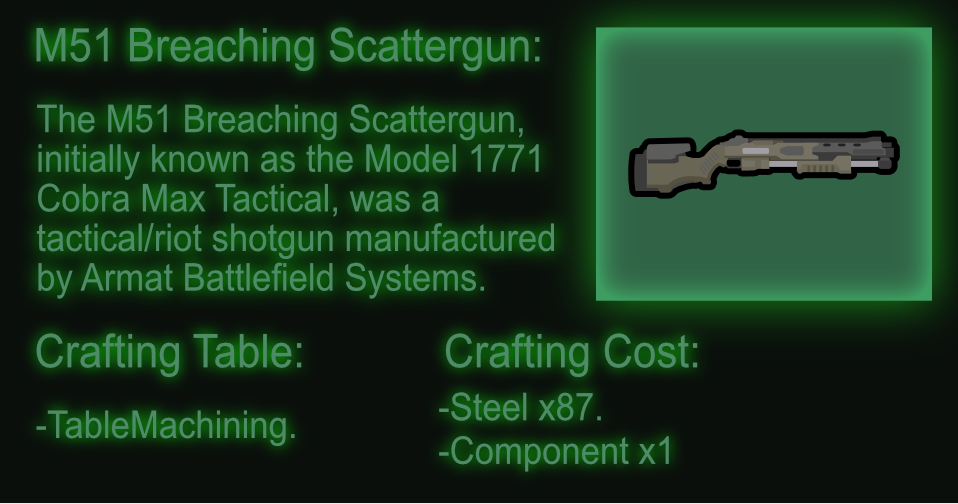 M51 Breaching Scattergun:
The M51 Breaching Scattergun,
initially known as the Model 1771
Cobra Max Tactical, was a
tactical/riot shotgun manufactured
by Armat Battlefield Systems.
Crafting Table:
-TableMachining.
Crafting Cost:
-Steel x87.
-Component x1